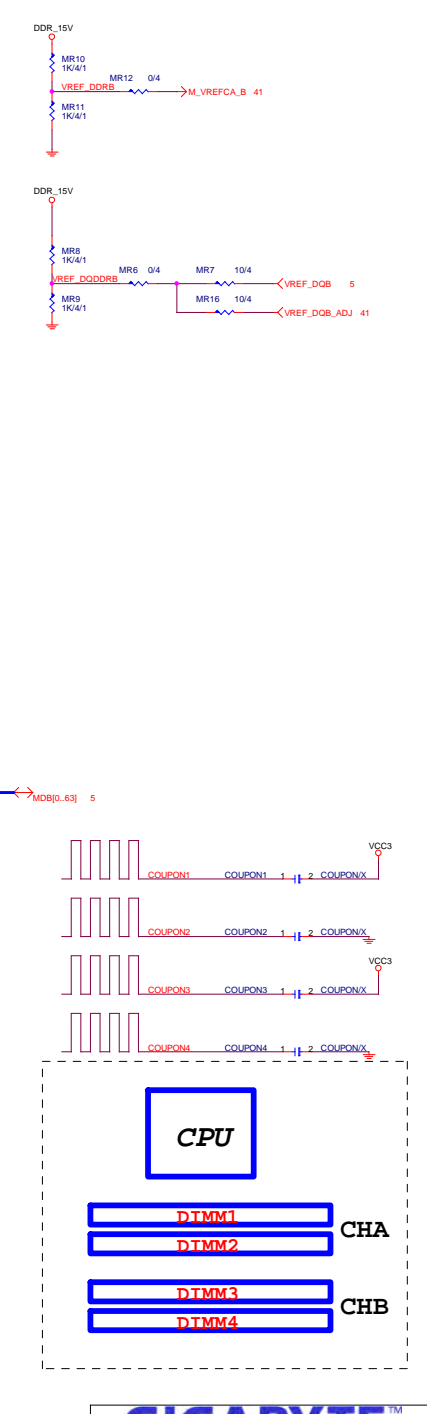 DDR_15V
MR10
1K/4/1
MR12 0/4
VREF_DDRB
M_VREFCA_B 41
MR11
1K/4/1
DDR_15V
MR8
1K/4/1
MR6 0/4 MR7 10/4
VREF_DQDDRB
VREF_DQB 5
MR9
1K/4/1
MR16 10/4
VREF_DQB_ADJ 41
MDB[0..63] 5
VCC3
COUPON1 COUPON1 1 2 COUPON/X
COUPON2 COUPON2 1 2 COUPON/X
VCC3
COUPON3 COUPON3 1 2 COUPON/X
COUPON4 COUPON4 1 2 COUPON/X
CPU
DIMM1
CHA
DIMM2
DIMM3
CHB
DIMM4
GIGABYTE™